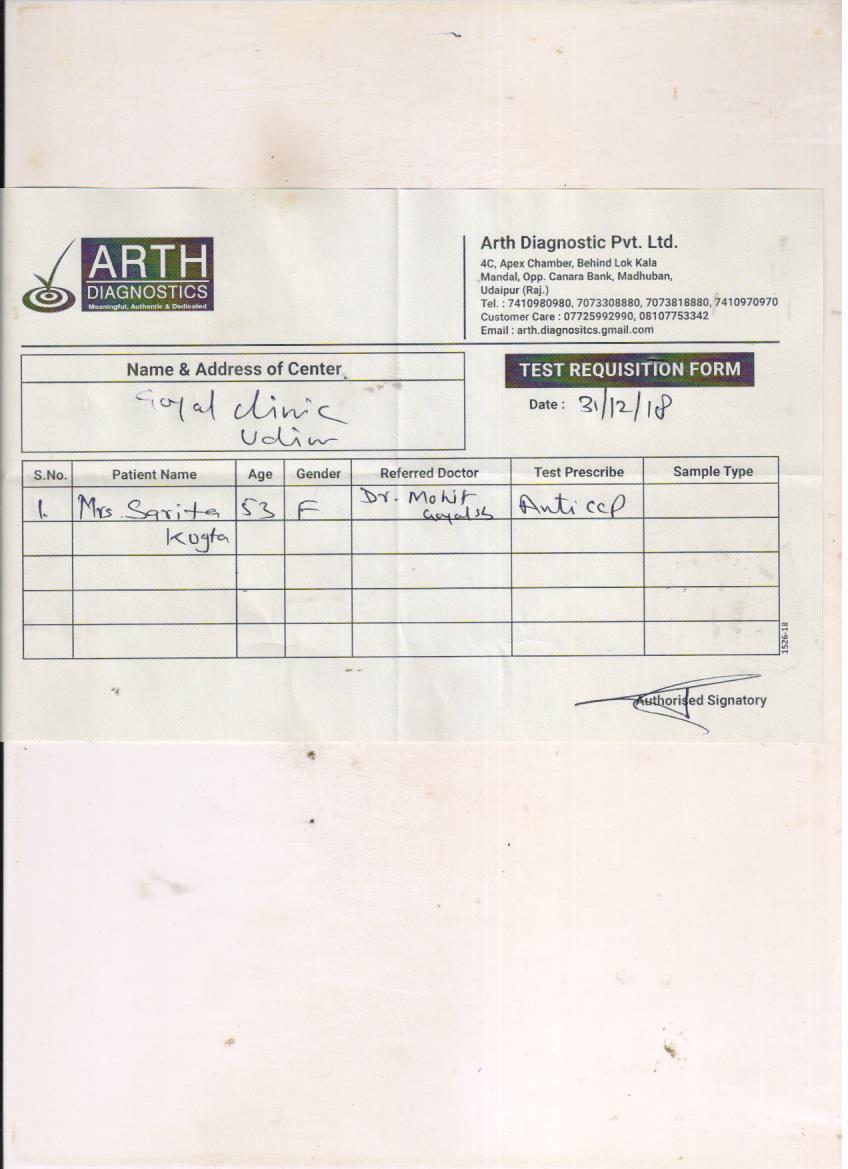 ARTH
DIAGNOSTICS
Meaningful, Authentic & Dedicated
Arth Diagnostic Pvt. Ltd.
4C, Apex Chamber, Behind Lok Kala
Mandal, Opp. Canara Bank, Madhuban,
Udaipur (Raj.)
Tel. : 7410980980, 7073308880, 7073818880, 7410970970
Customer Care : 07725992990, 08107753342
Email : arth.diagnositcs.gmail.com
Name & Address of Center
Goyal clinic
TEST REQUISITION FORM
Date : 31/12/18
S.No. Patient Name Age Gender Referred Doctor Test Prescribe Sample Type
1. Mrs. Sarita 53 F Dr. Mohit Anti CCP
Kogta
1526-18
Authorised Signatory